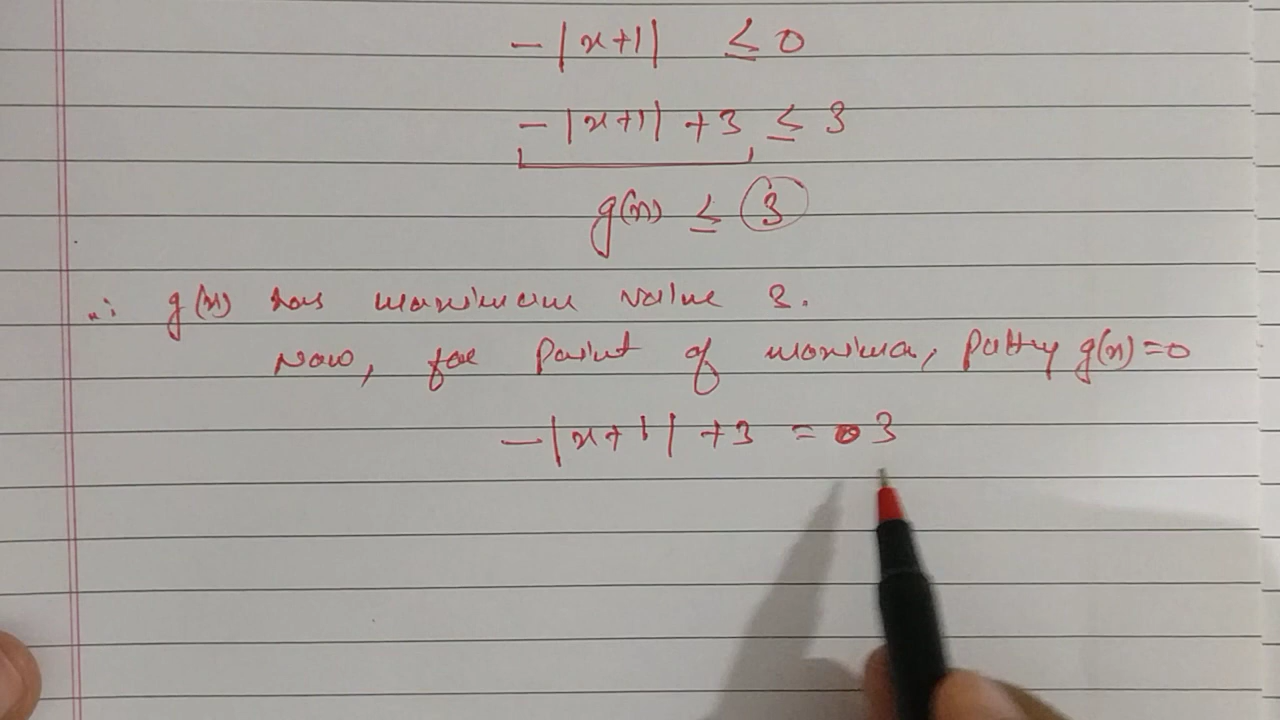 - |x+1| ≤ 0
- |x+1| + 3 ≤ 3
g(x) ≤ 3
∴ g(x) has maximum value 3.
Now, for point of maxima, putting g(x)=0
- |x+1| + 3 = 3